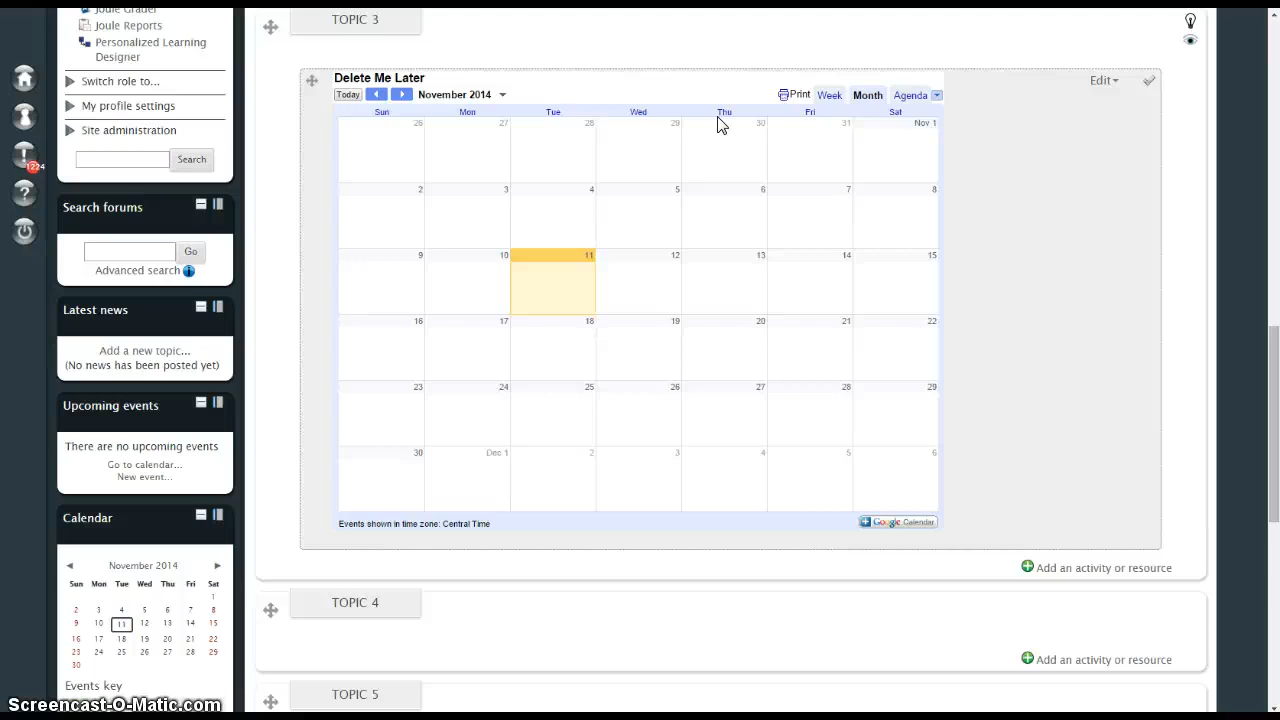 Joule Grader
Joule Reports
Personalized Learning
Designer
Switch role to...
My profile settings
Site administration
Search
1224
Search forums
Go
Advanced search
Latest news
Add a new topic...
(No news has been posted yet)
Upcoming events
There are no upcoming events
Go to calendar...
New event...
Calendar
November 2014
Sun Mon Tue Wed Thu Fri Sat
1
2 3 4 5 6 7 8
9 10 11 12 13 14 15
16 17 18 19 20 21 22
23 24 25 26 27 28 29
30
Events key
TOPIC 3
Delete Me Later
Edit
Today November 2014 Print Week Month Agenda
Sun Mon Tue Wed Thu Fri Sat
26 27 28 29 30 31 Nov 1
2 3 4 5 6 7 8
9 10 11 12 13 14 15
16 17 18 19 20 21 22
23 24 25 26 27 28 29
30 Dec 1 2 3 4 5 6
Events shown in time zone: Central Time
Google Calendar
Add an activity or resource
TOPIC 4
Add an activity or resource
TOPIC 5
Screencast-O-Matic.com